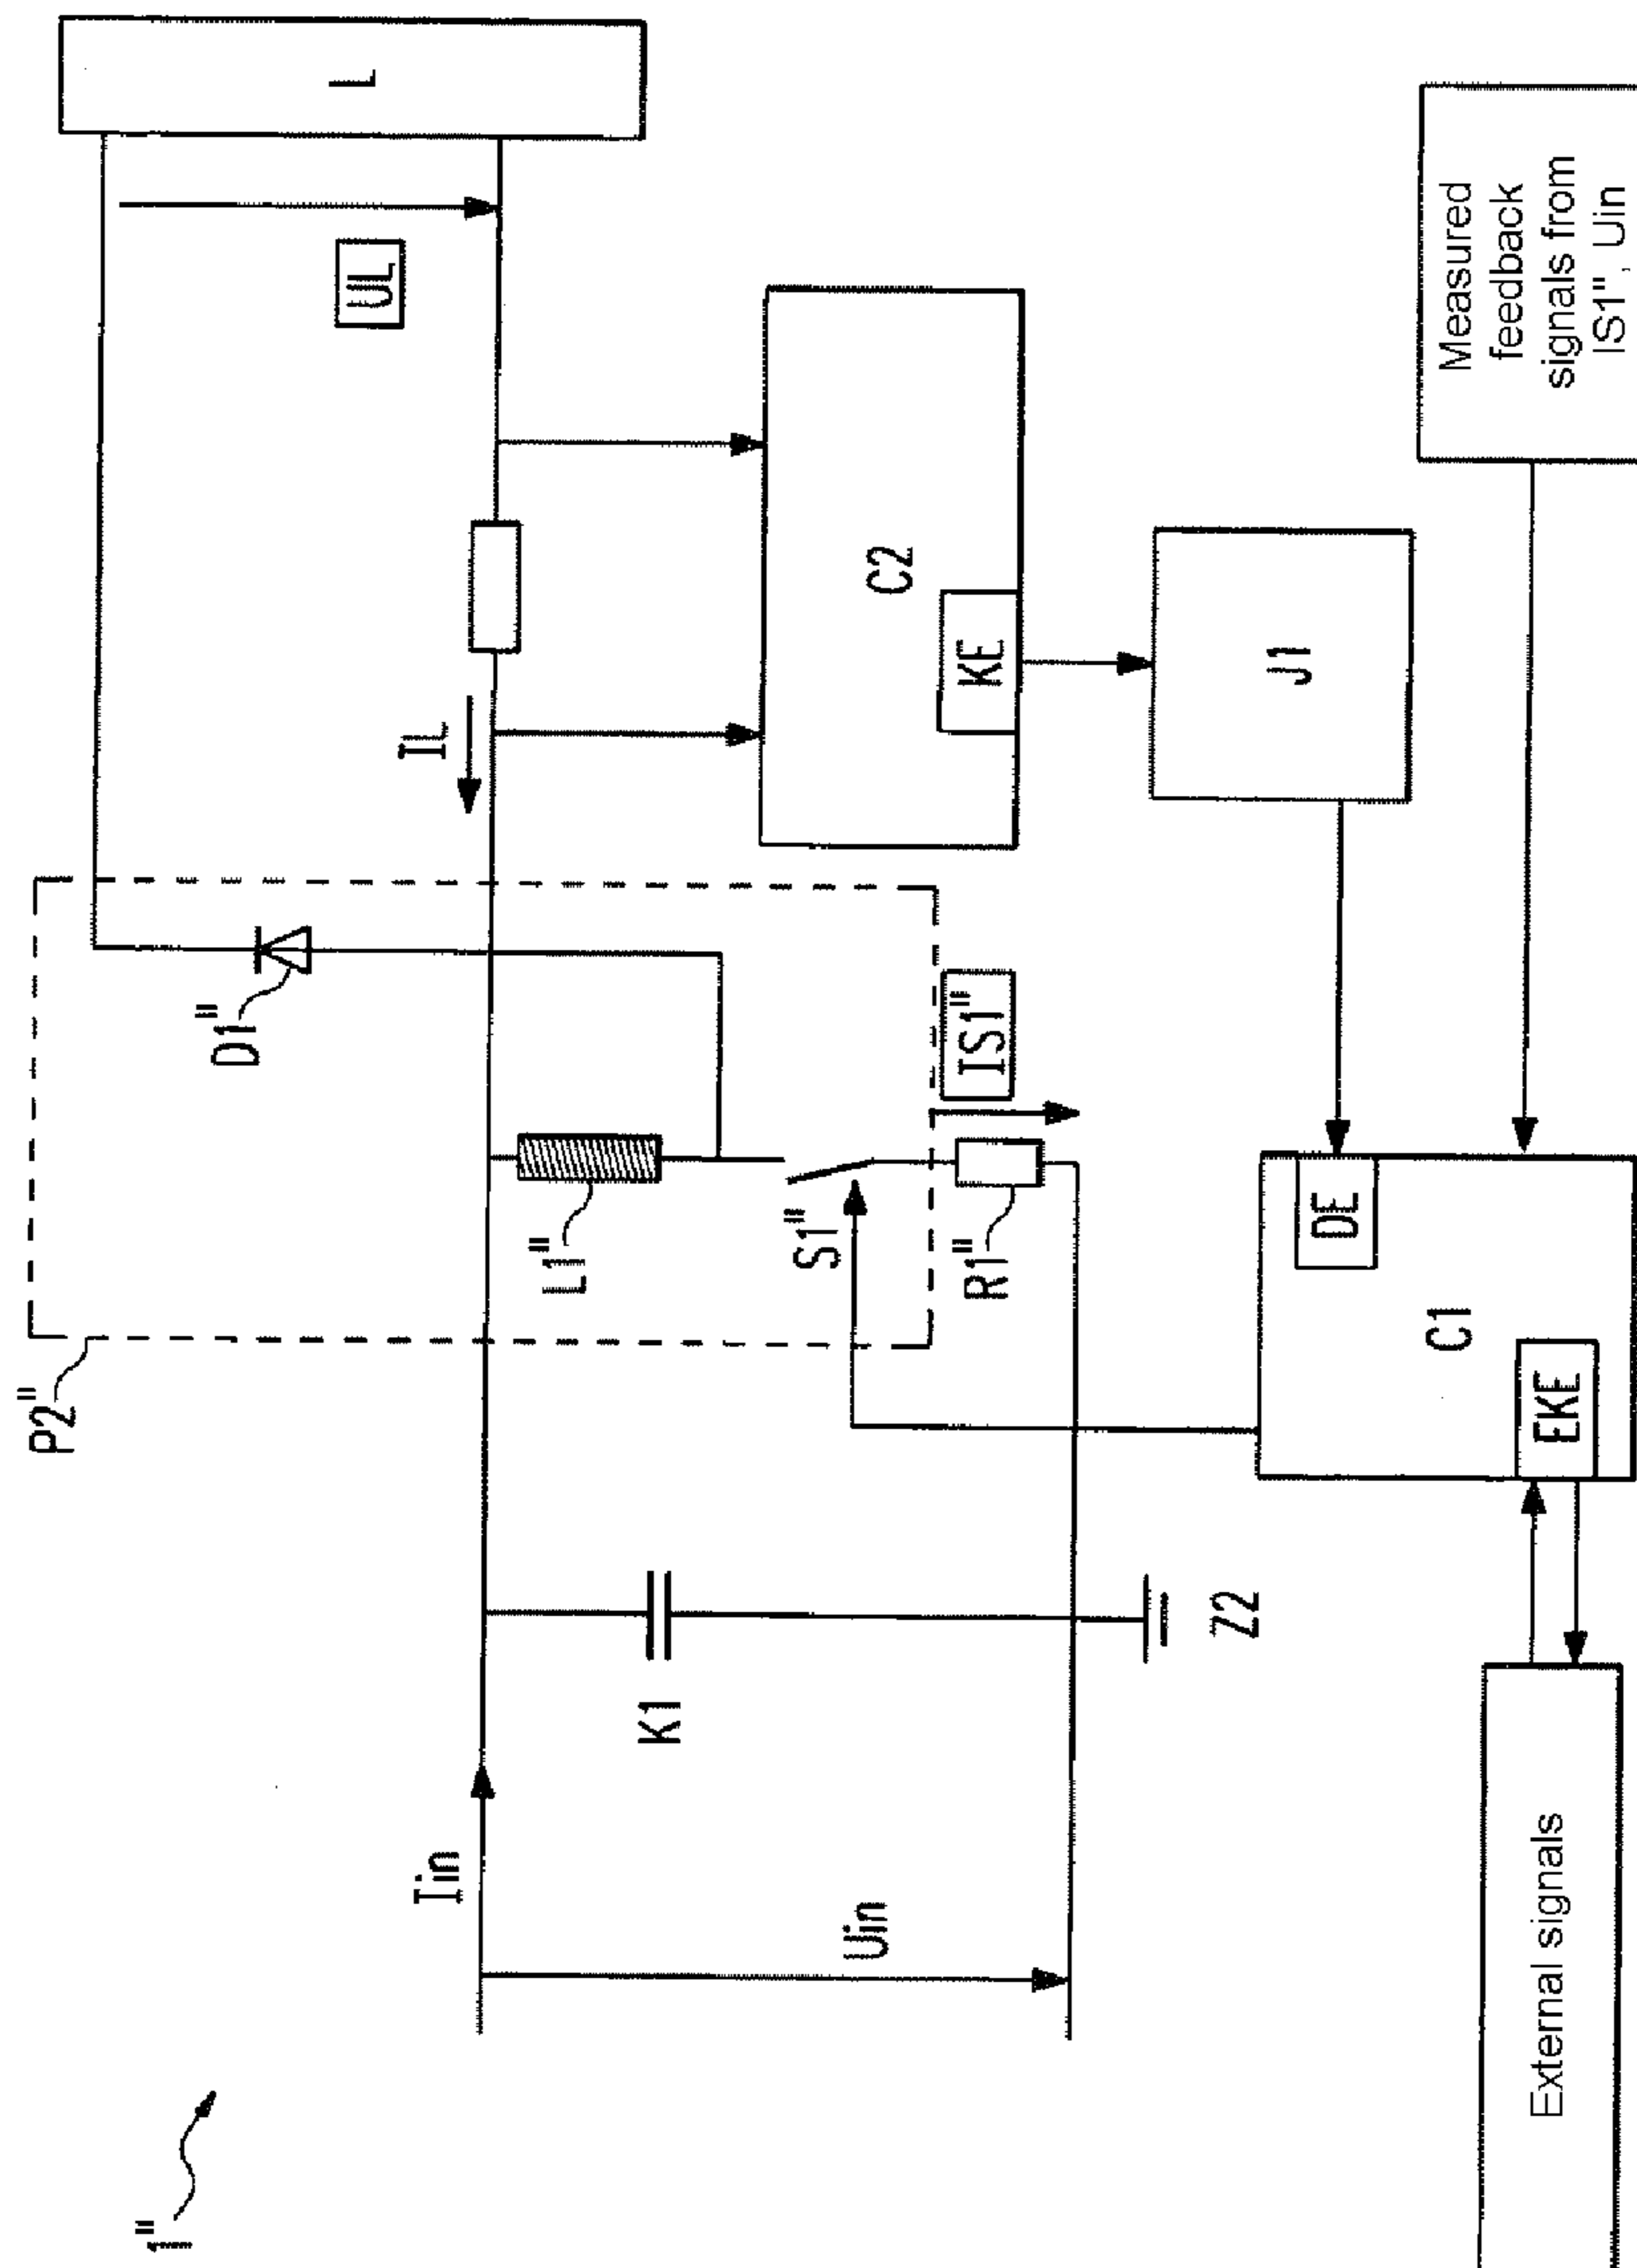 1"
P2"
D1"
L
UL
IL
Iin
L1"
K1
Uin
S1"
IS1"
R1"
C2
KE
Z2
J1
DE
C1
EKE
Measured
feedback
signals from
IS1", Uin
External signals